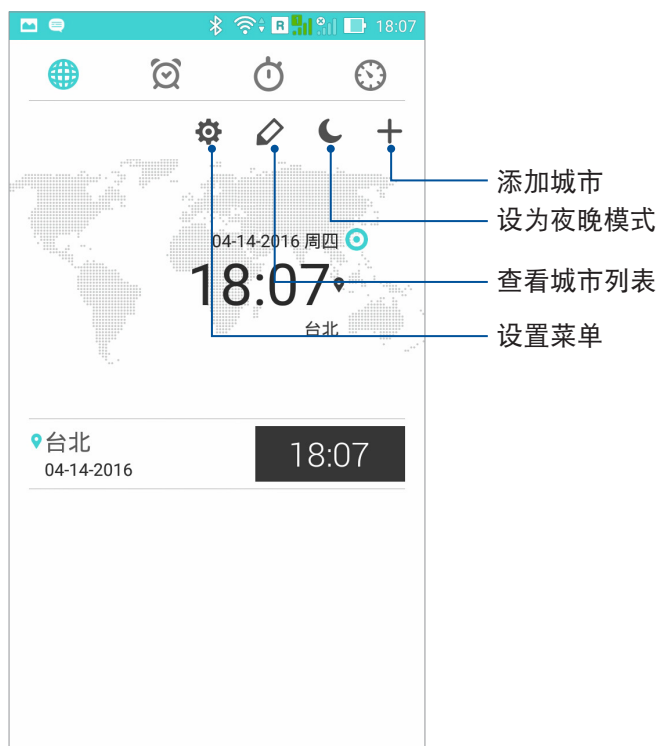 R 18:07
添加城市
设为夜晚模式
04-14-2016 周四
18:07
查看城市列表
台北
设置菜单
台北
18:07
04-14-2016